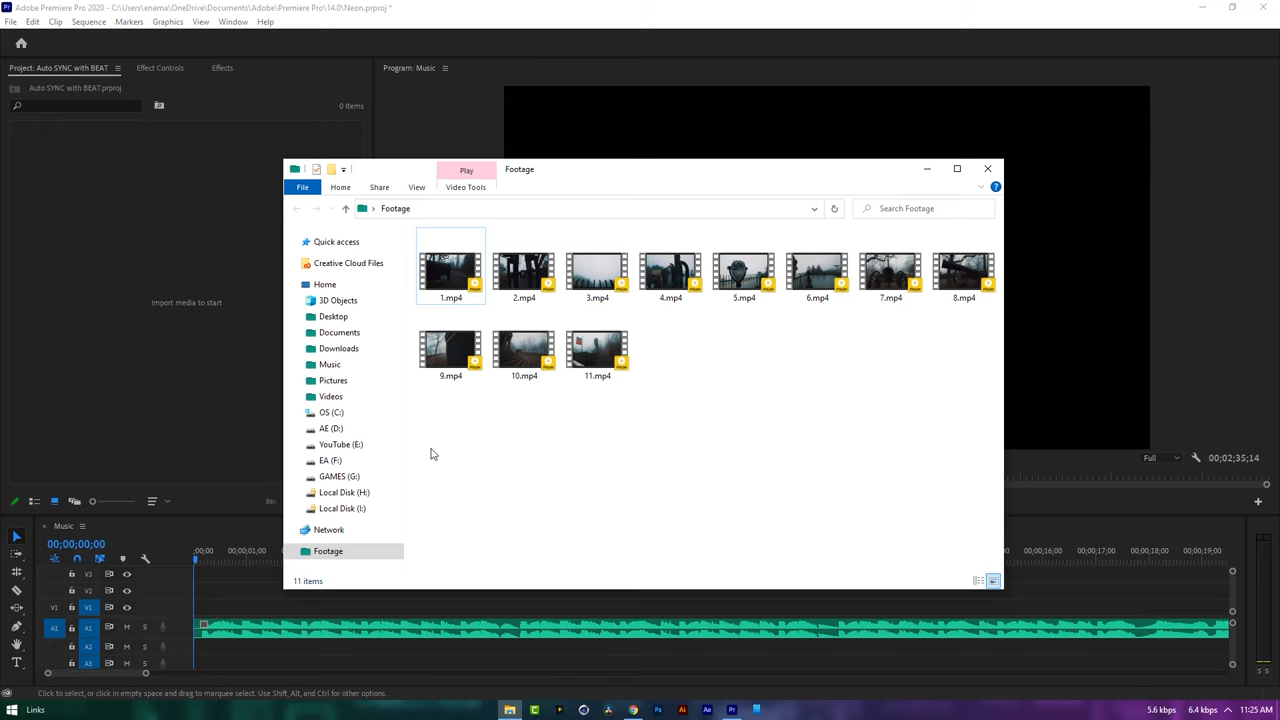 Adobe Premiere Pro 2020 - C:\Users\enama\OneDrive\Documents\Adobe\Premiere Pro\14.0\Neon.prproj *
File Edit Clip Sequence Markers Graphics View Window Help
Project: Auto SYNC with BEAT Effect Controls Effects
Program: Music
Auto SYNC with BEAT.prproj
0 Items
Import media to start
Play Footage
File Home Share View Video Tools
Footage
Search Footage
Quick access
Creative Cloud Files
Home
3D Objects
Desktop
Documents
Downloads
Music
Pictures
Videos
OS (C:)
AE (D:)
YouTube (E:)
EA (F:)
GAMES (G:)
Local Disk (H:)
Local Disk (I:)
Network
Footage
1.mp4 2.mp4 3.mp4 4.mp4 5.mp4 6.mp4 7.mp4 8.mp4
9.mp4 10.mp4 11.mp4
11 items
Full 00;02;35;14
Music
00;00;00;00
;00;00 00;00;01;00 00;00;16;00 00;00;17;00 00;00;18;00 00;00;19;00
V3
V2
V1 V1
A1 A1 M S
A2 M S
A3 M S
S S
Click to select, or click in empty space and drag to marquee select. Use Shift, Alt, and Ctrl for other options.
Links
5.6 kbps 6.4 kbps 11:25 AM